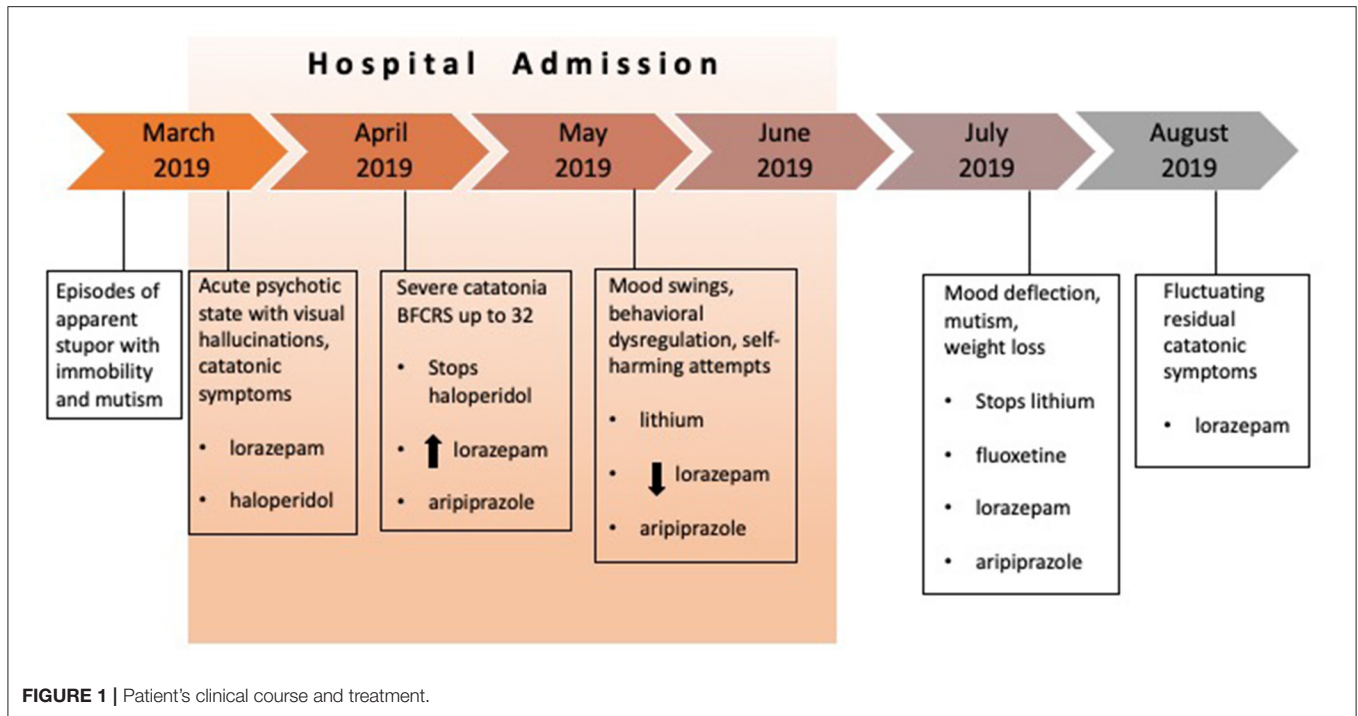 Hospital Admission
March
2019
April
2019
May
2019
June
2019
July
2019
August
2019
Episodes of
apparent
stupor with
immobility
and mutism
Acute psychotic
state with visual
hallucinations,
catatonic
symptoms
• lorazepam
• haloperidol
Severe catatonia
BFCRS up to 32
• Stops
haloperidol
• lorazepam
• aripiprazole
Mood swings,
behavioral
dysregulation, self-
harming attempts
• lithium
• lorazepam
• aripiprazole
Mood deflection,
mutism,
weight loss
• Stops lithium
• fluoxetine
• lorazepam
• aripiprazole
Fluctuating
residual
catatonic
symptoms
• lorazepam
FIGURE 1 | Patient's clinical course and treatment.